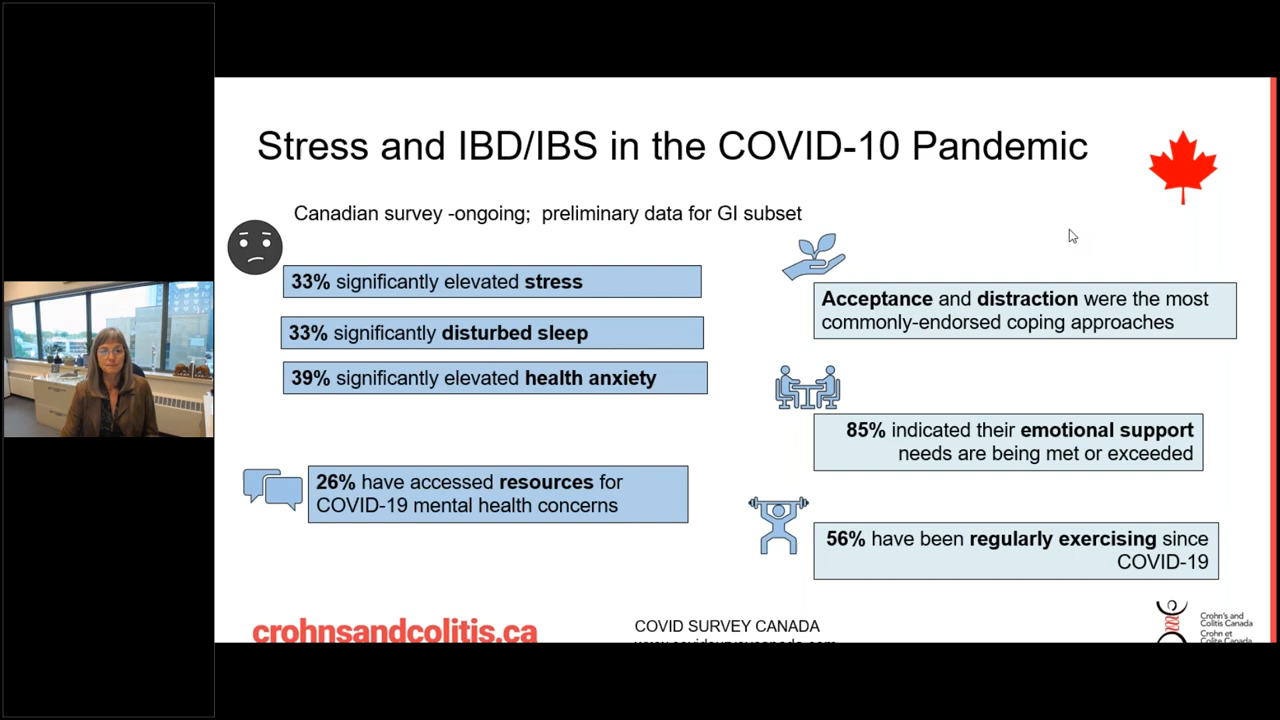 Stress and IBD/IBS in the COVID-10 Pandemic
Canadian survey -ongoing;  preliminary data for GI subset
33% significantly elevated stress
33% significantly disturbed sleep
39% significantly elevated health anxiety
26% have accessed resources for
COVID-19 mental health concerns
Acceptance and distraction were the most
commonly-endorsed coping approaches
85% indicated their emotional support
needs are being met or exceeded
56% have been regularly exercising since
COVID-19
crohnsandcolitis.ca
COVID SURVEY CANADA
Crohn's and
Colitis Canada
Crohn et
Colite Canada